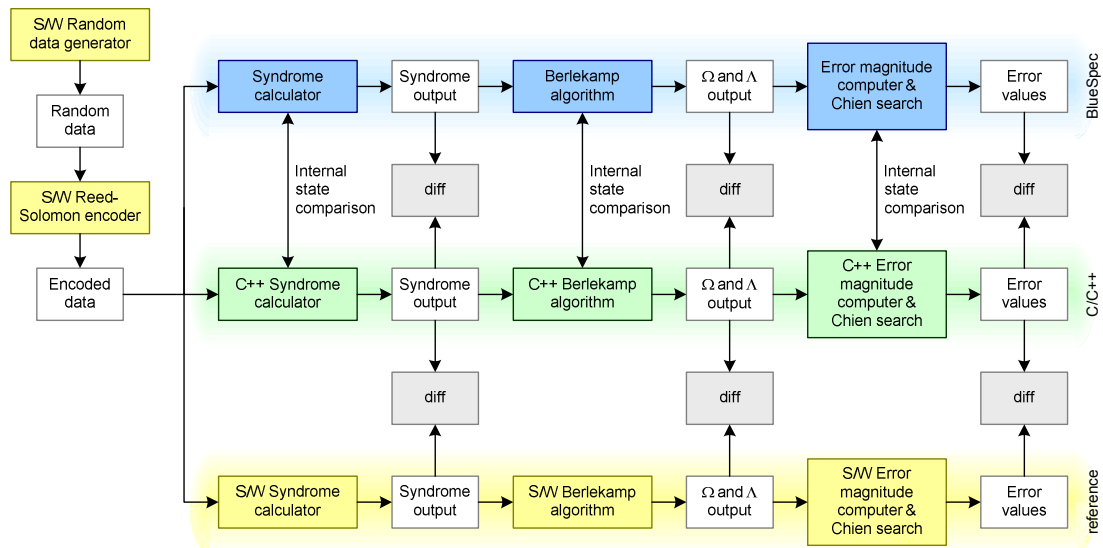 S/W Random
data generator
Random
data
S/W Reed-
Solomon encoder
Encoded
data
Syndrome
calculator
Syndrome
output
Berlekamp
algorithm
Ω and Λ
output
Error magnitude
computer &
Chien search
Error
values
BlueSpec
Internal
state
comparison
diff
Internal
state
comparison
diff
Internal
state
comparison
diff
C++ Syndrome
calculator
Syndrome
output
C++ Berlekamp
algorithm
Ω and Λ
output
C++ Error
magnitude
computer &
Chien search
Error
values
C/C++
diff
diff
diff
S/W Syndrome
calculator
Syndrome
output
S/W Berlekamp
algorithm
Ω and Λ
output
S/W Error
magnitude
computer &
Chien search
Error
values
reference